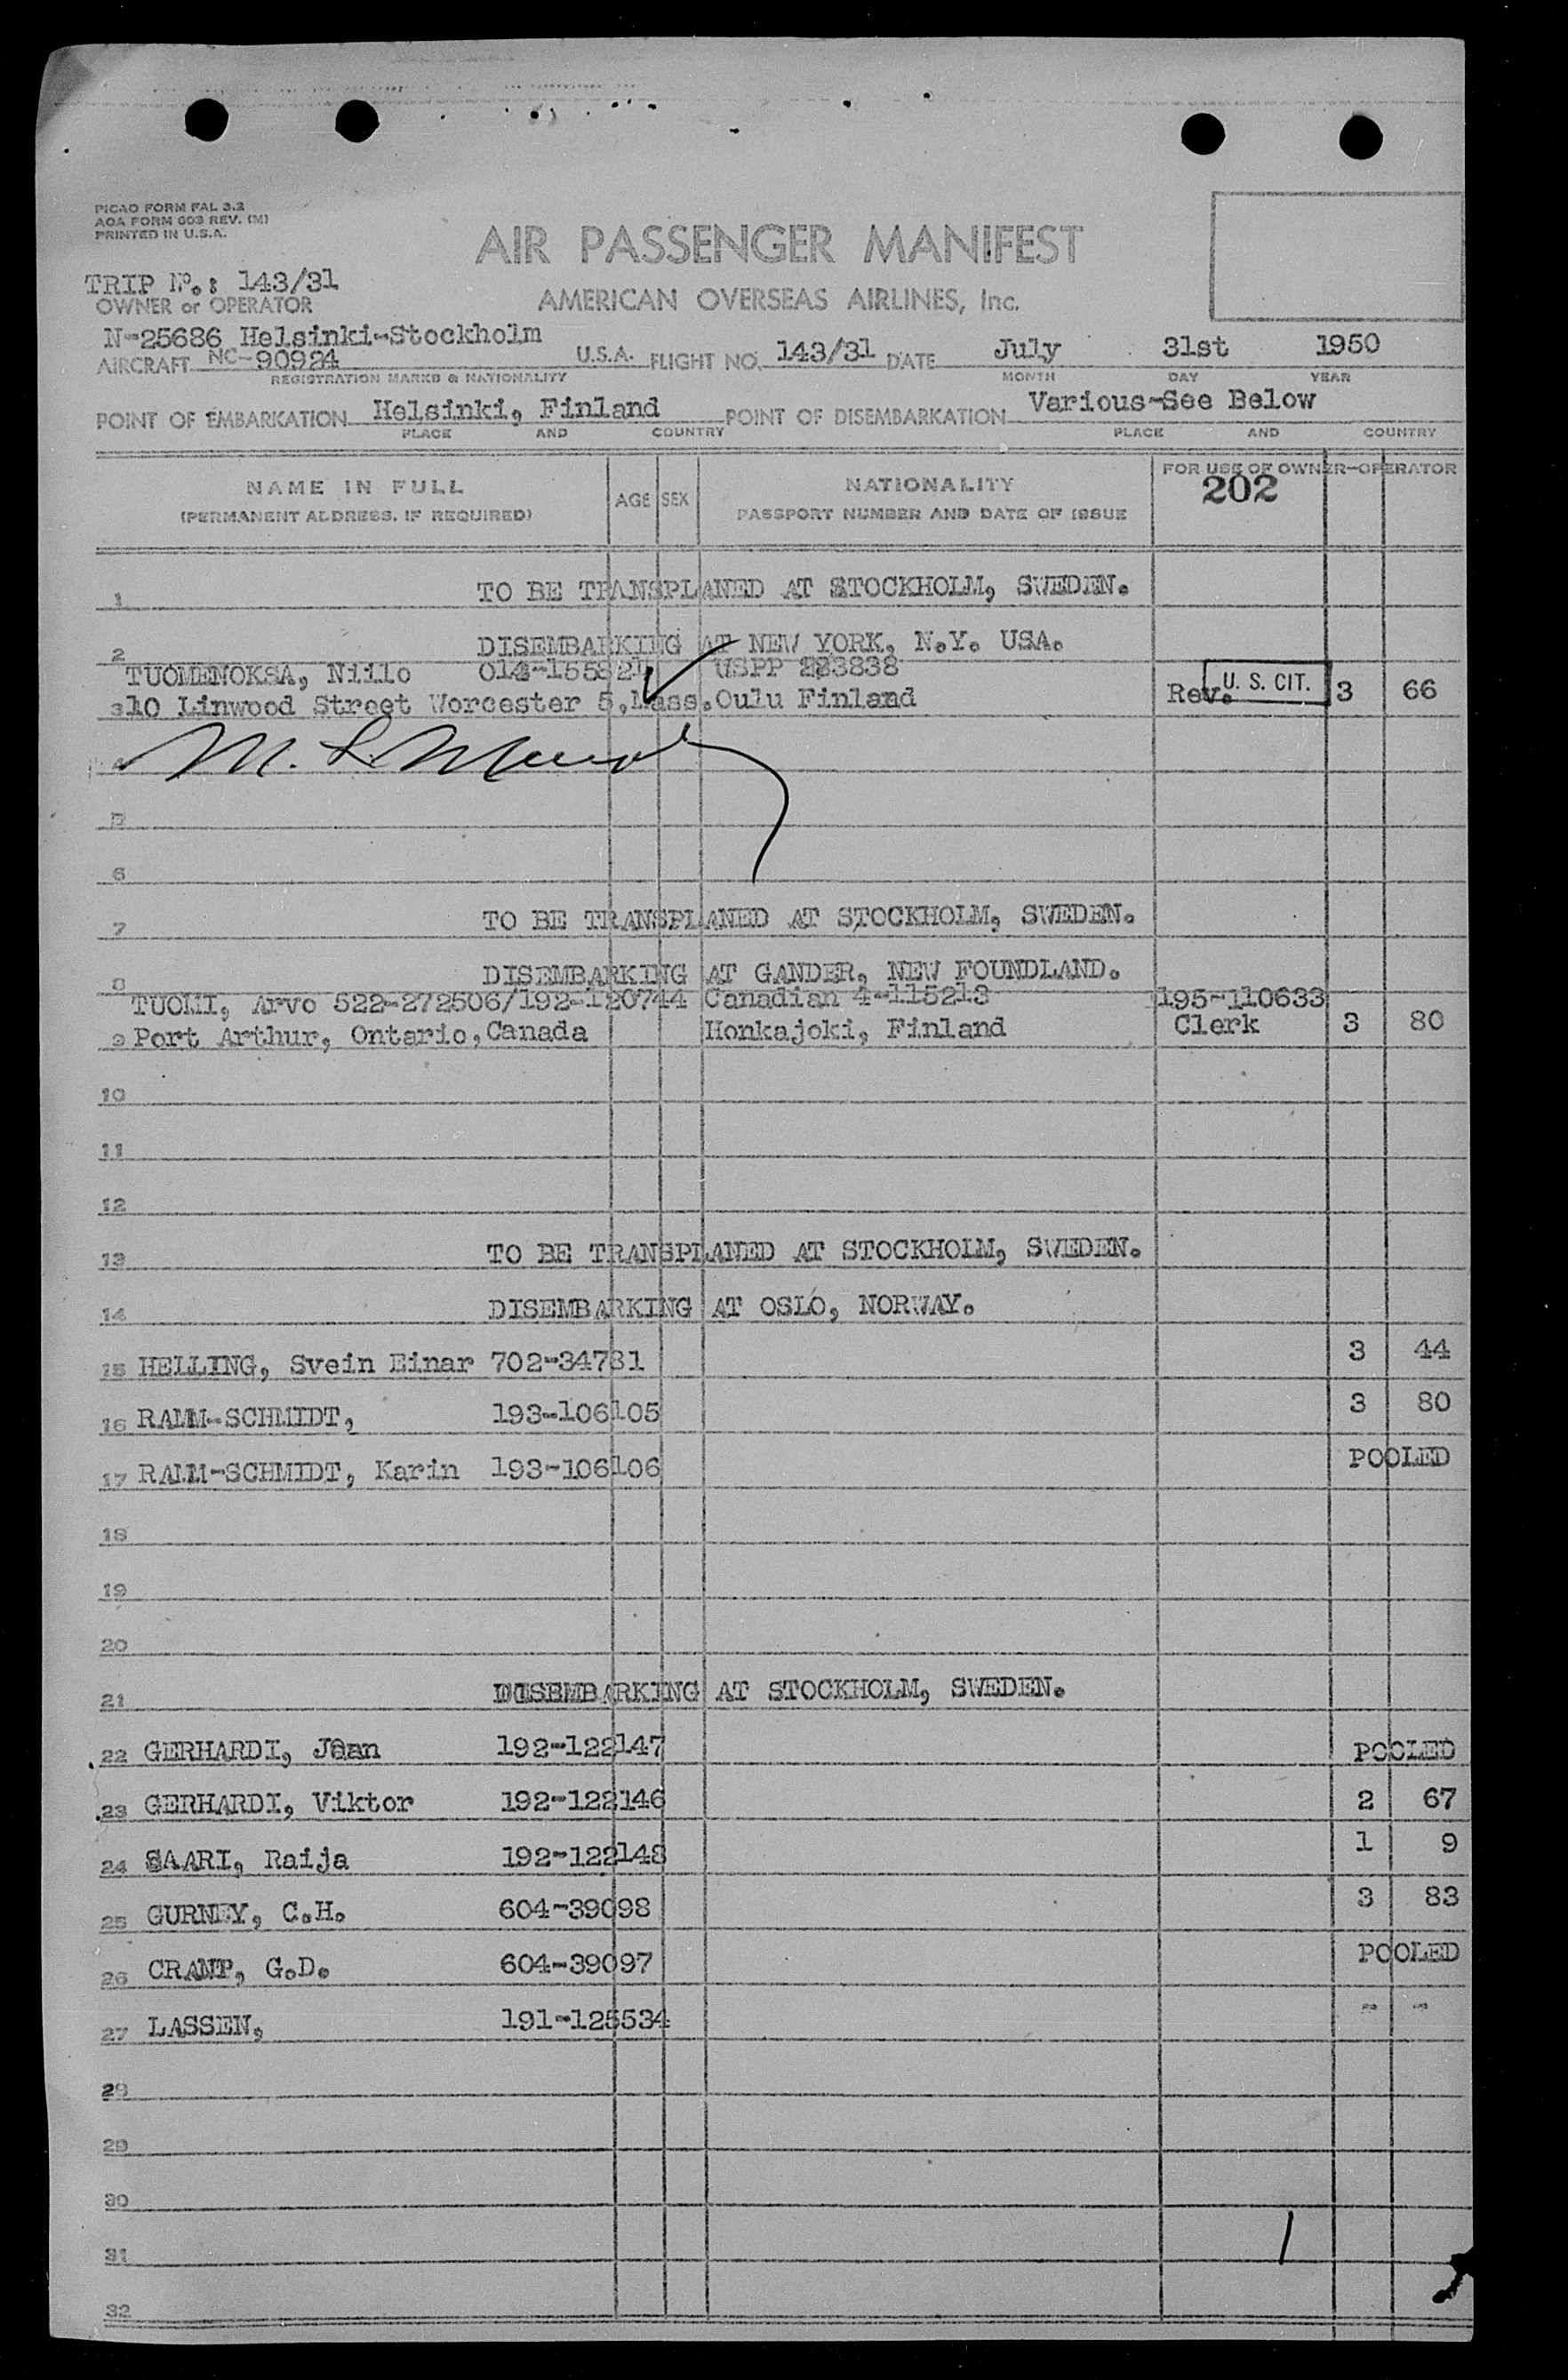 PICAO FORM FAL 3.2
AOA FORM 603 REV. (M)
PRINTED IN U.S.A.
AIR PASSENGER MANIFEST
TRIP No.: 143/31
OWNER or OPERATOR
AMERICAN OVERSEAS AIRLINES, Inc.
N-25686 Helsinki-Stockholm
AIRCRAFT NC-90924 U.S.A. FLIGHT NO. 143/31 DATE July 31st 1950
REGISTRATION MARKS & NATIONALITY MONTH DAY YEAR
POINT OF EMBARKATION Helsinki, Finland POINT OF DISEMBARKATION Various-See Below
PLACE AND COUNTRY PLACE AND COUNTRY
NAME IN FULL AGE SEX NATIONALITY FOR USE OF OWNER-OPERATOR
(PERMANENT ADDRESS, IF REQUIRED) PASSPORT NUMBER AND DATE OF ISSUE 202
1 TO BE TRANSPLANED AT STOCKHOLM, SWEDEN.
2 DISEMBARKING AT NEW YORK, N.Y. USA.
TUOMENOKSA, Niilo USPP
3 10 Linwood Street Worcester 5, Mass. Oulu Finland Rev. U. S. CIT. 3 66
4 M. L.
5
6
7 TO BE TRANSPLANED AT STOCKHOLM, SWEDEN.
8 DISEMBARKING AT GANDER, NEW FOUNDLAND.
TUOMI, Arvo 522-272506/192-120744 Canadian 4-115213 195-110633
9 Port Arthur, Ontario, Canada Honkajoki, Finland Clerk 3 80
10
11
12
13 TO BE TRANSPLANED AT STOCKHOLM, SWEDEN.
14 DISEMBARKING AT OSLO, NORWAY.
15 HELLING, Svein Einar 702-34781 3 44
16 RAMM-SCHMIDT, 193-106105 3 80
17 RAMM-SCHMIDT, Karin 193-106106 POOLED
18
19
20
21 DISEMBARKING AT STOCKHOLM, SWEDEN.
22 GERHARDI, Jaan 192-122147 POOLED
23 GERHARDI, Viktor 192-122146 2 67
24 SAARI, Raija 192-122148 1 9
25 GURNEY, C.H. 604-39098 3 83
26 CRANP, G.D. 604-39097 POOLED
27 LASSEN, 191-125534 - -
28
29
30
31
32